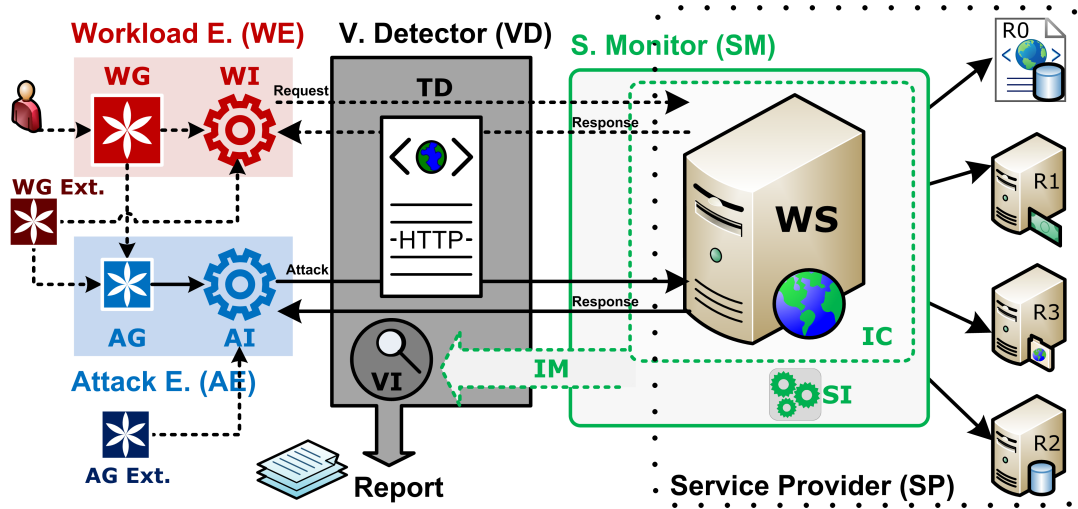 Workload E. (WE)
WG
WI
WG Ext.
AG
AI
Attack E. (AE)
AG Ext.
V. Detector (VD)
TD
Request
Response
-HTTP-
Attack
Response
VI
IM
Report
S. Monitor (SM)
WS
IC
SI
Service Provider (SP)
R0
R1
R3
R2